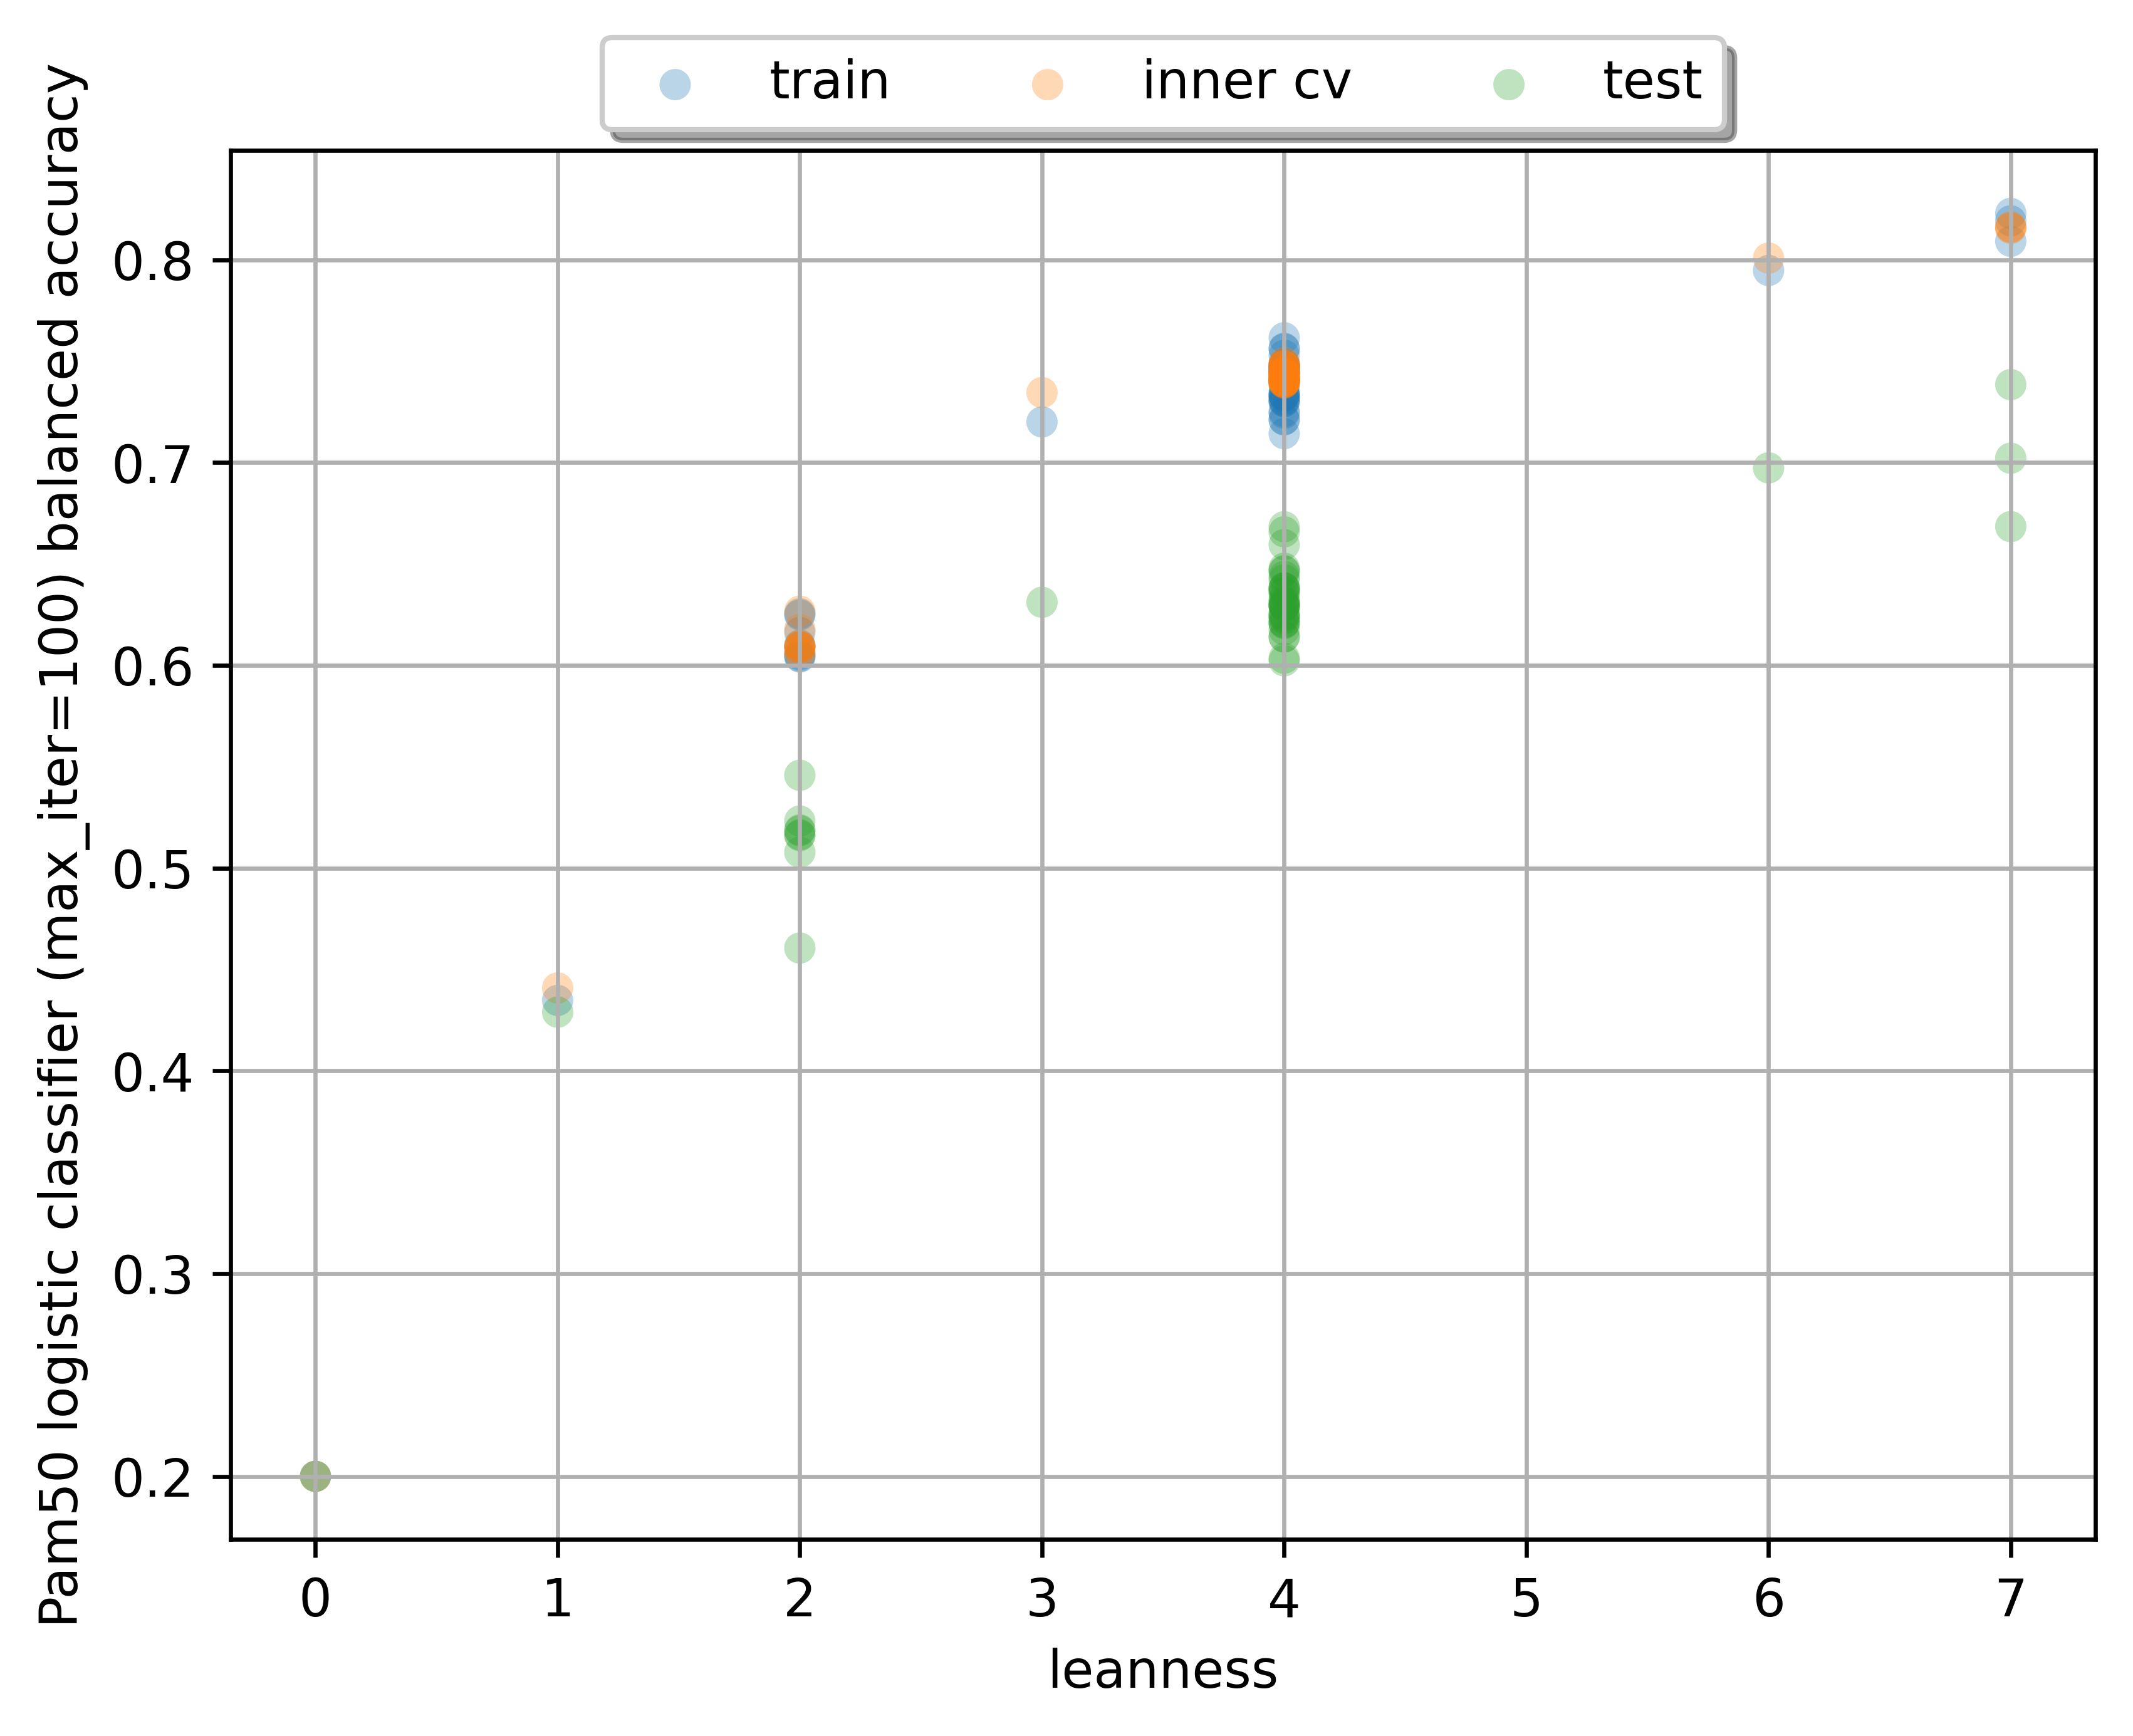 train inner cv test
Pam50 logistic classifier (max_iter=100) balanced accuracy
0.8
0.7
0.6
0.5
0.4
0.3
0.2
0 1 2 3 4 5 6 7
leanness